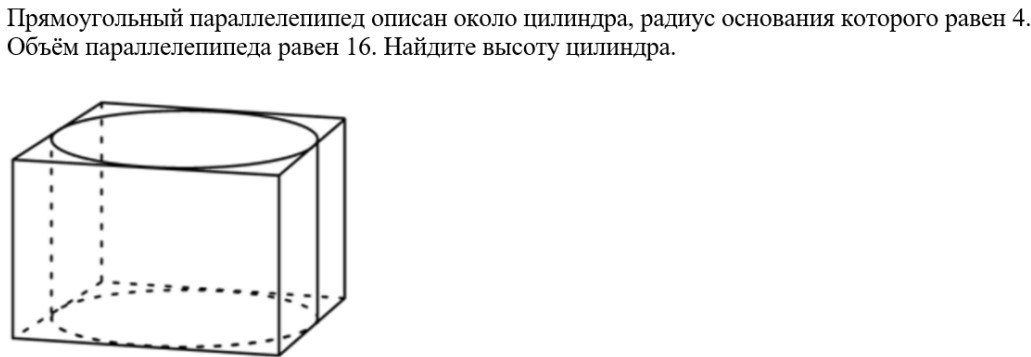 Прямоугольный параллелепипед описан около цилиндра, радиус основания которого равен 4.
Объём параллелепипеда равен 16. Найдите высоту цилиндра.